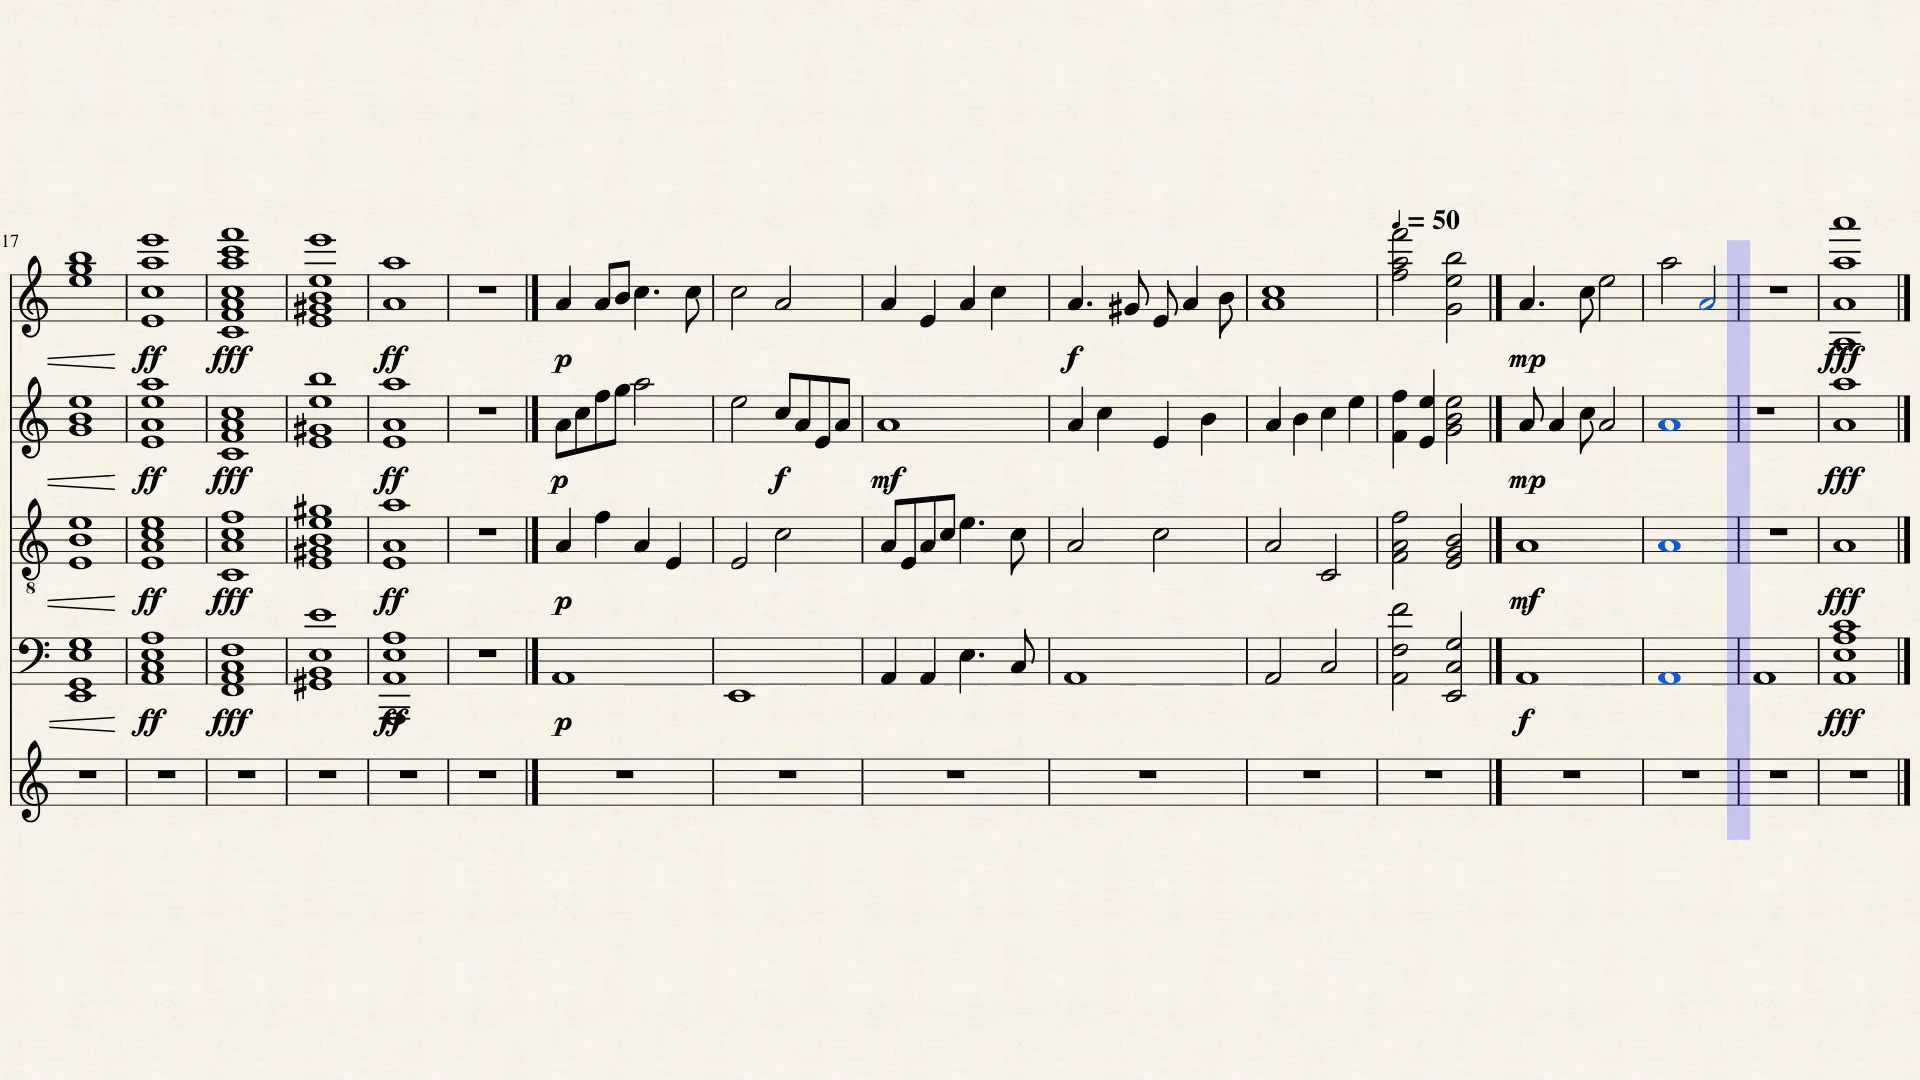 ♩= 50
17
ff fff ff p f mp fff
ff fff ff p f mf mp fff
8
ff fff ff p mf fff
ff fff ff p f fff